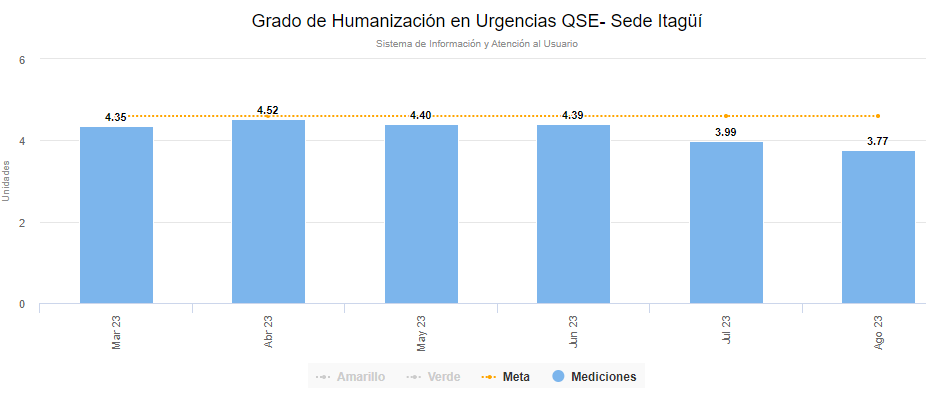 Grado de Humanización en Urgencias QSE- Sede Itagüí
Sistema de Información y Atención al Usuario
6
4
2
0
Unidades
4.35
4.52
4.40
4.39
3.99
3.77
Mar 23
Abr 23
May 23
Jun 23
Jul 23
Ago 23
Amarillo Verde Meta Mediciones